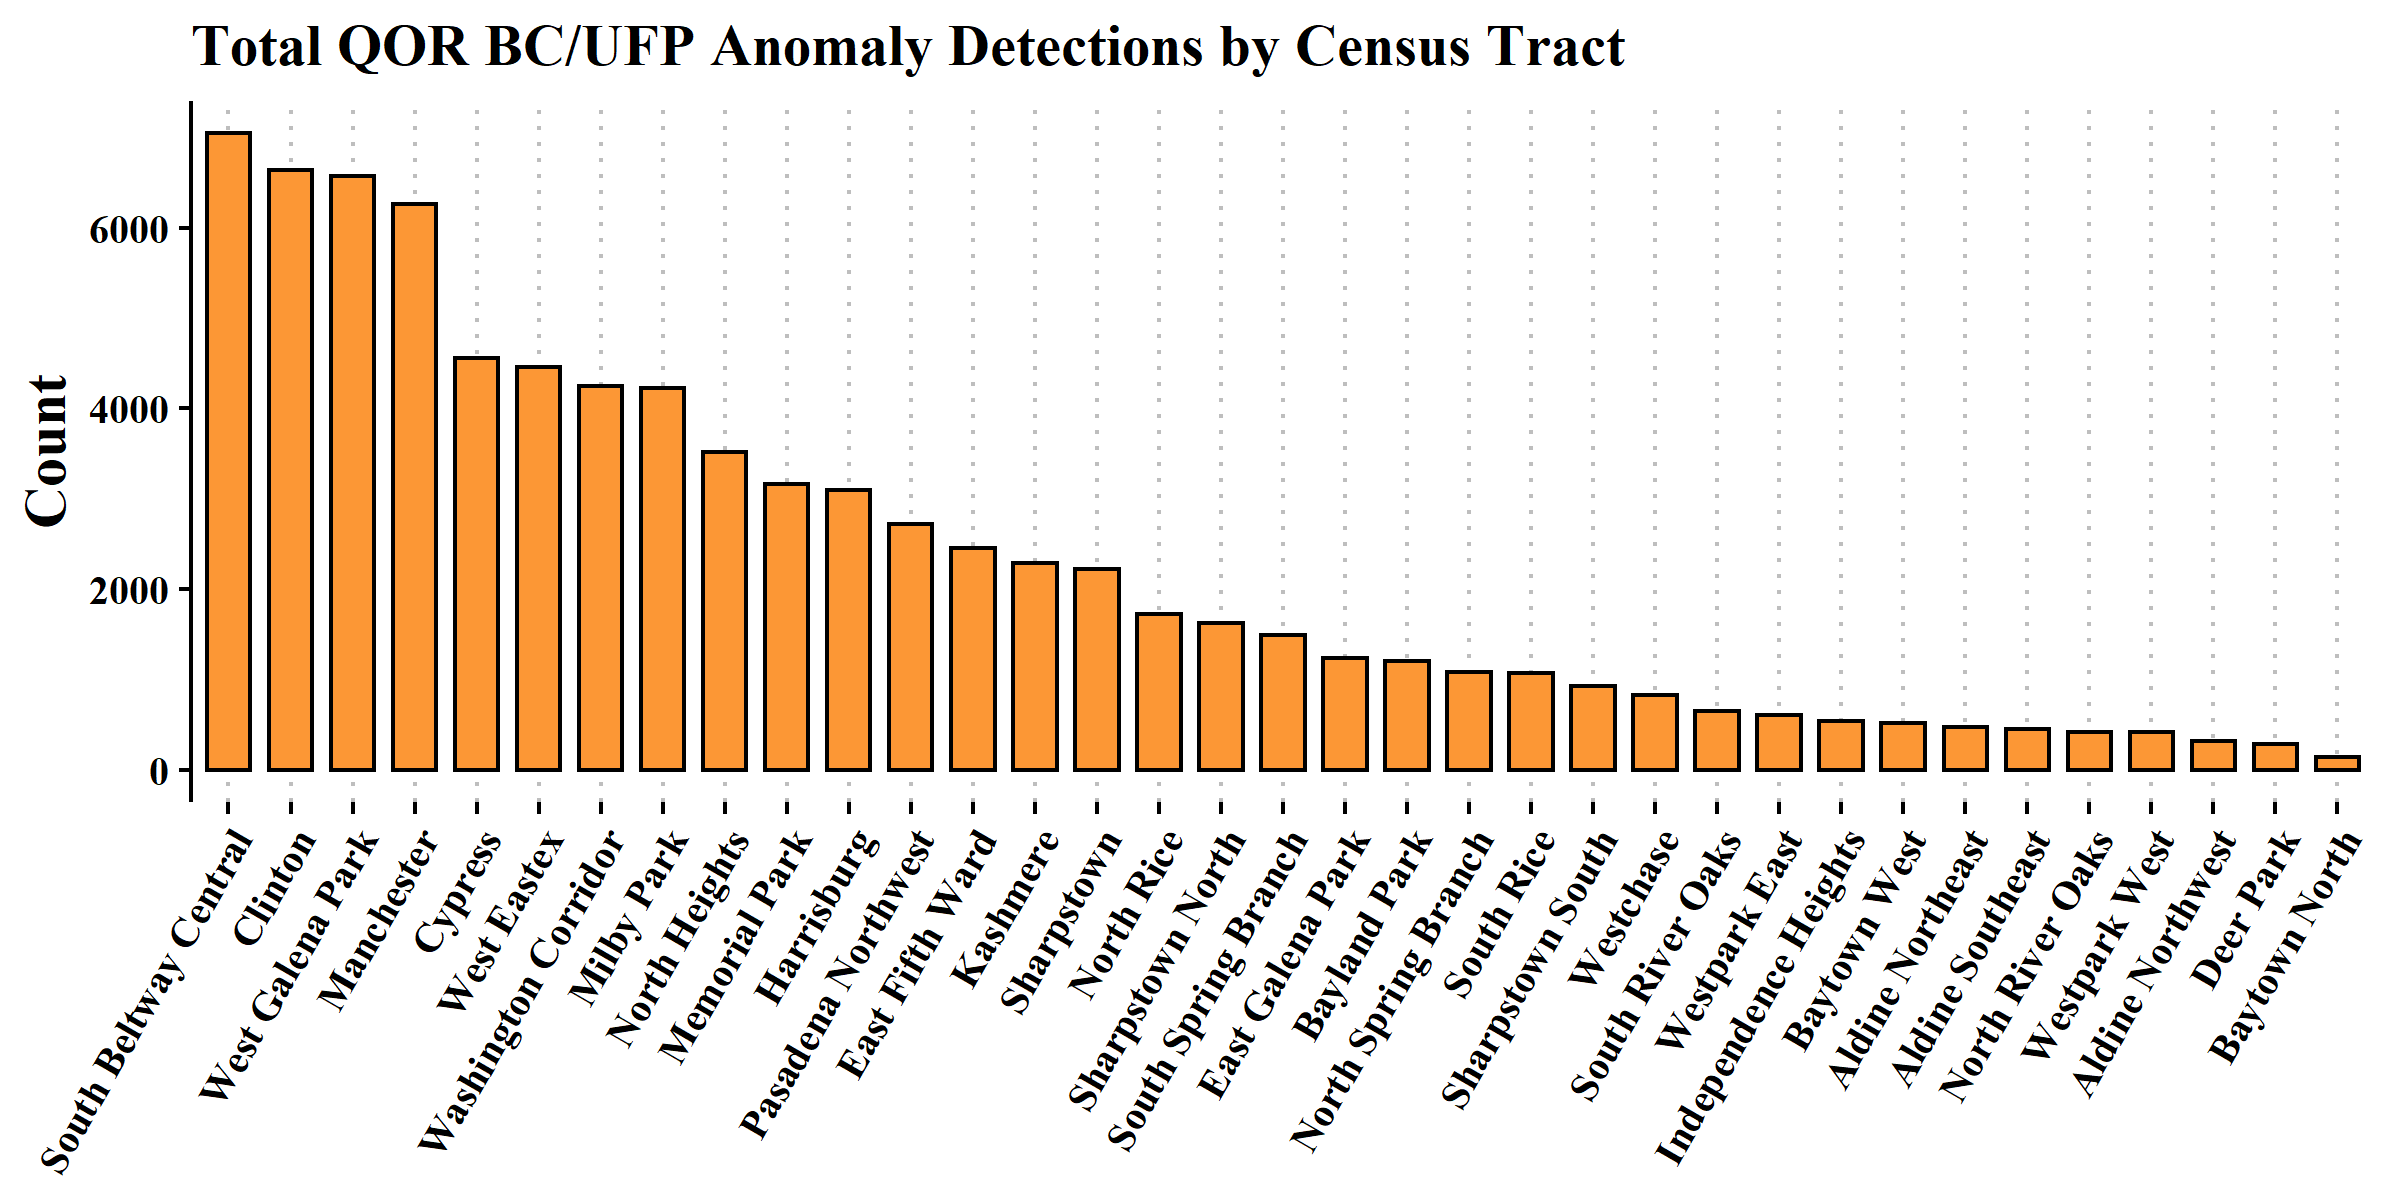 Total QOR BC/UFP Anomaly Detections by Census Tract
Count
6000
4000
2000
0
South Beltway Central
Clinton
West Galena Park
Manchester
Cypress
West Eastex
Washington Corridor
Milby Park
North Heights
Memorial Park
Harrisburg
Pasadena Northwest
East Fifth Ward
Kashmere
Sharpstown
North Rice
Sharpstown North
South Spring Branch
East Galena Park
Bayland Park
North Spring Branch
South Rice
Sharpstown South
Westchase
South River Oaks
Westpark East
Independence Heights
Baytown West
Aldine Northeast
Aldine Southeast
North River Oaks
Westpark West
Aldine Northwest
Deer Park
Baytown North